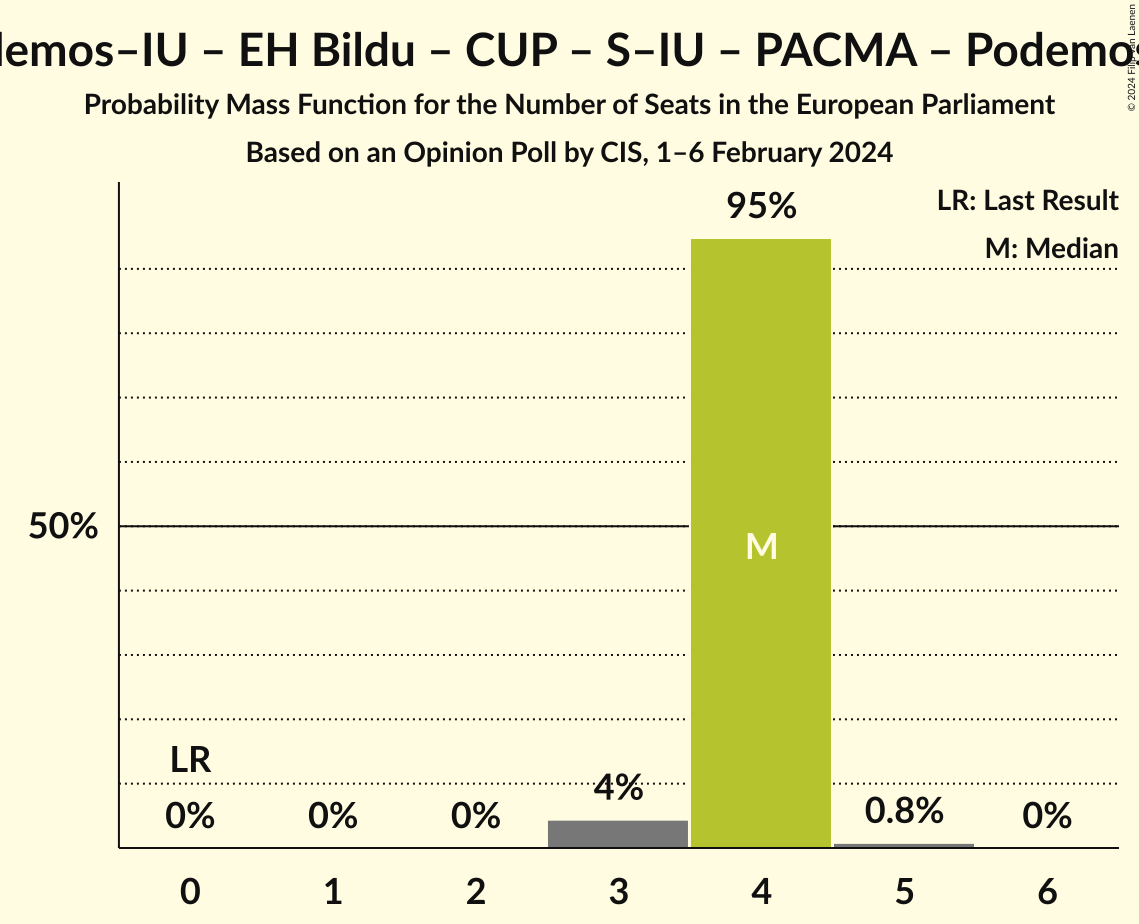 demos–IU – EH Bildu – CUP – S–IU – PACMA – Podemos
Probability Mass Function for the Number of Seats in the European Parliament
Based on an Opinion Poll by CIS, 1–6 February 2024
© 2024 Filip van Laenen
LR: Last Result
M: Median
95%
50%
M
LR
0%
0%
0%
4%
0.8%
0%
0
1
2
3
4
5
6